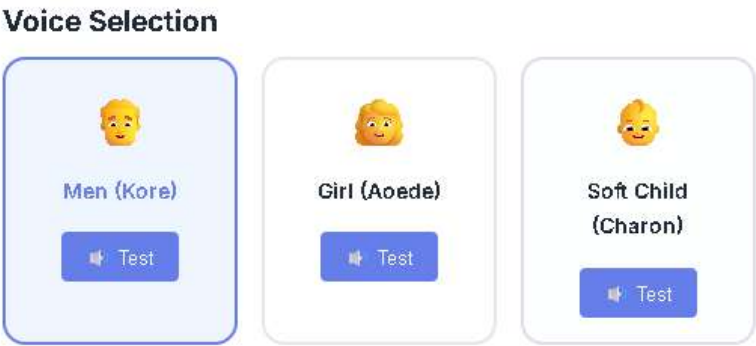 Voice Selection
Men (Kore)
Test
Girl (Aoede)
Test
Soft Child
(Charon)
Test